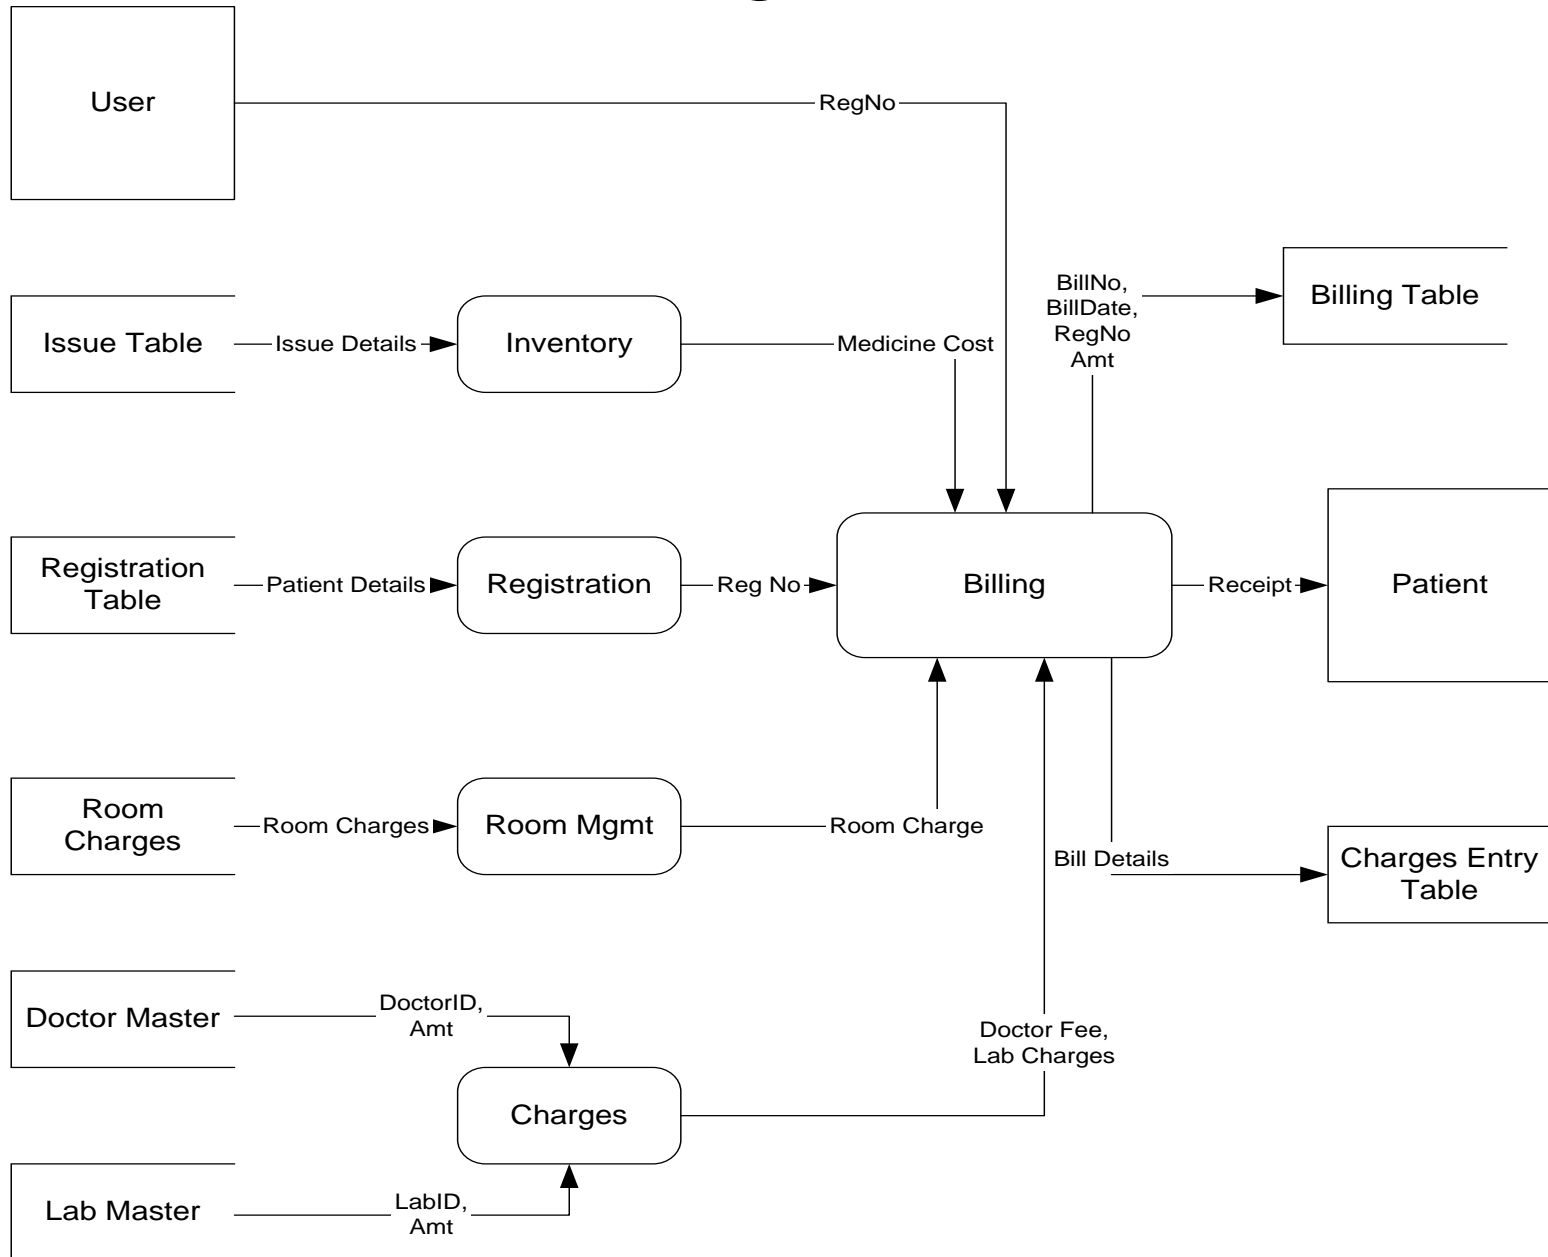 User
RegNo
Issue Table
Issue Details
Inventory
Medicine Cost
BillNo,
BillDate,
RegNo
Amt
Billing Table
Registration
Table
Patient Details
Registration
Reg No
Billing
Receipt
Patient
Room
Charges
Room Charges
Room Mgmt
Room Charge
Bill Details
Charges Entry
Table
Doctor Master
DoctorID,
Amt
Doctor Fee,
Lab Charges
Charges
Lab Master
LabID,
Amt